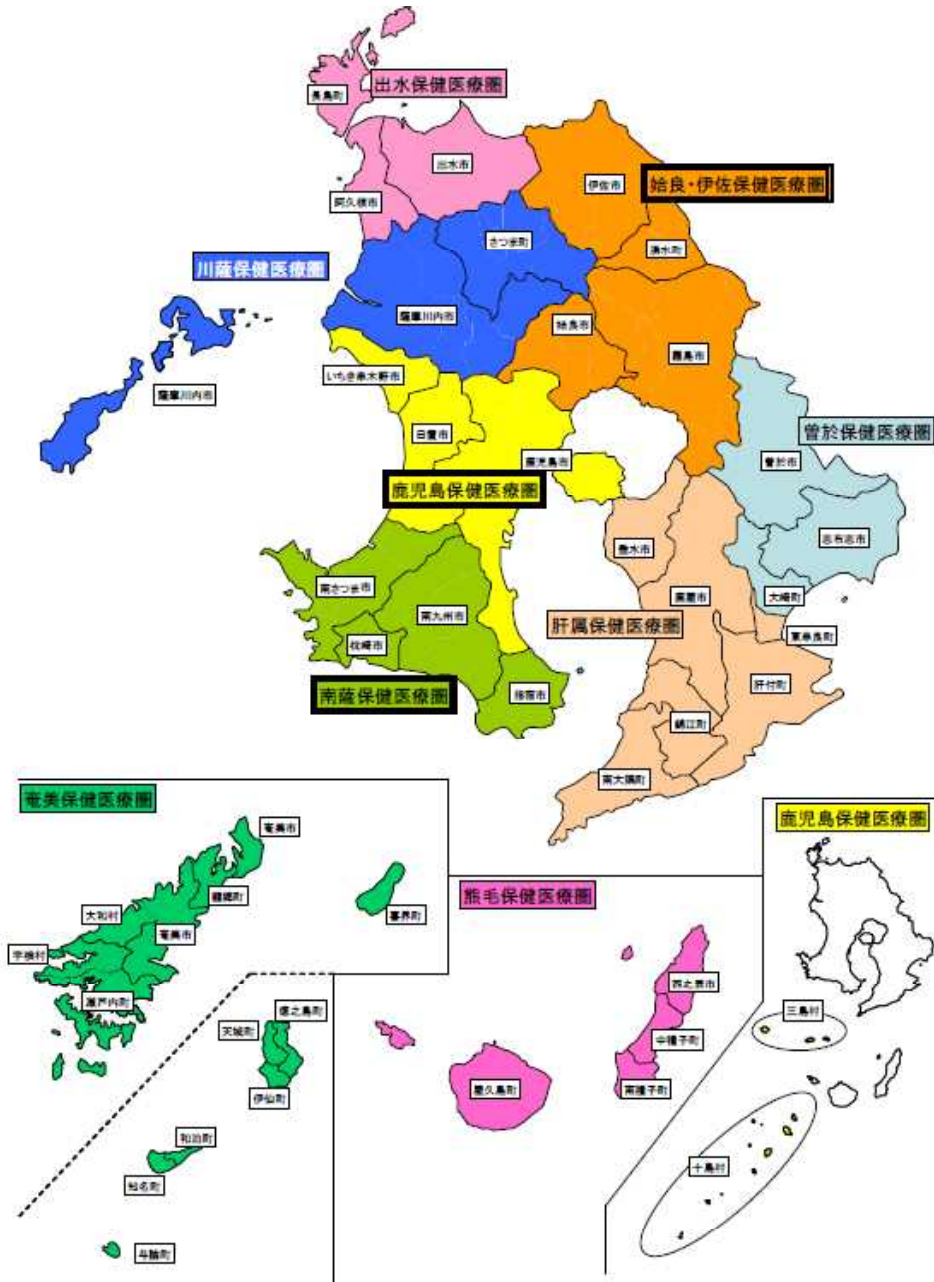 出水保健医療圏
長島町
出水市
阿久根市
伊佐市
姶良・伊佐保健医療圏
湧水町
さつま町
川薩保健医療圏
薩摩川内市
姶良市
霧島市
薩摩川内市
いちき串木野市
日置市
曽於保健医療圏
曽於市
鹿児島市
鹿児島保健医療圏
志布志市
垂水市
大崎町
鹿屋市
南さつま市
南九州市
肝属保健医療圏
東串良町
枕崎市
肝付町
南薩保健医療圏
指宿市
錦江町
南大隅町
奄美保健医療圏
奄美市
龍郷町
大和村
奄美市
宇検村
瀬戸内町
喜界町
徳之島町
天城町
伊仙町
和泊町
知名町
与論町
熊毛保健医療圏
西之表市
中種子町
南種子町
屋久島町
鹿児島保健医療圏
三島村
十島村